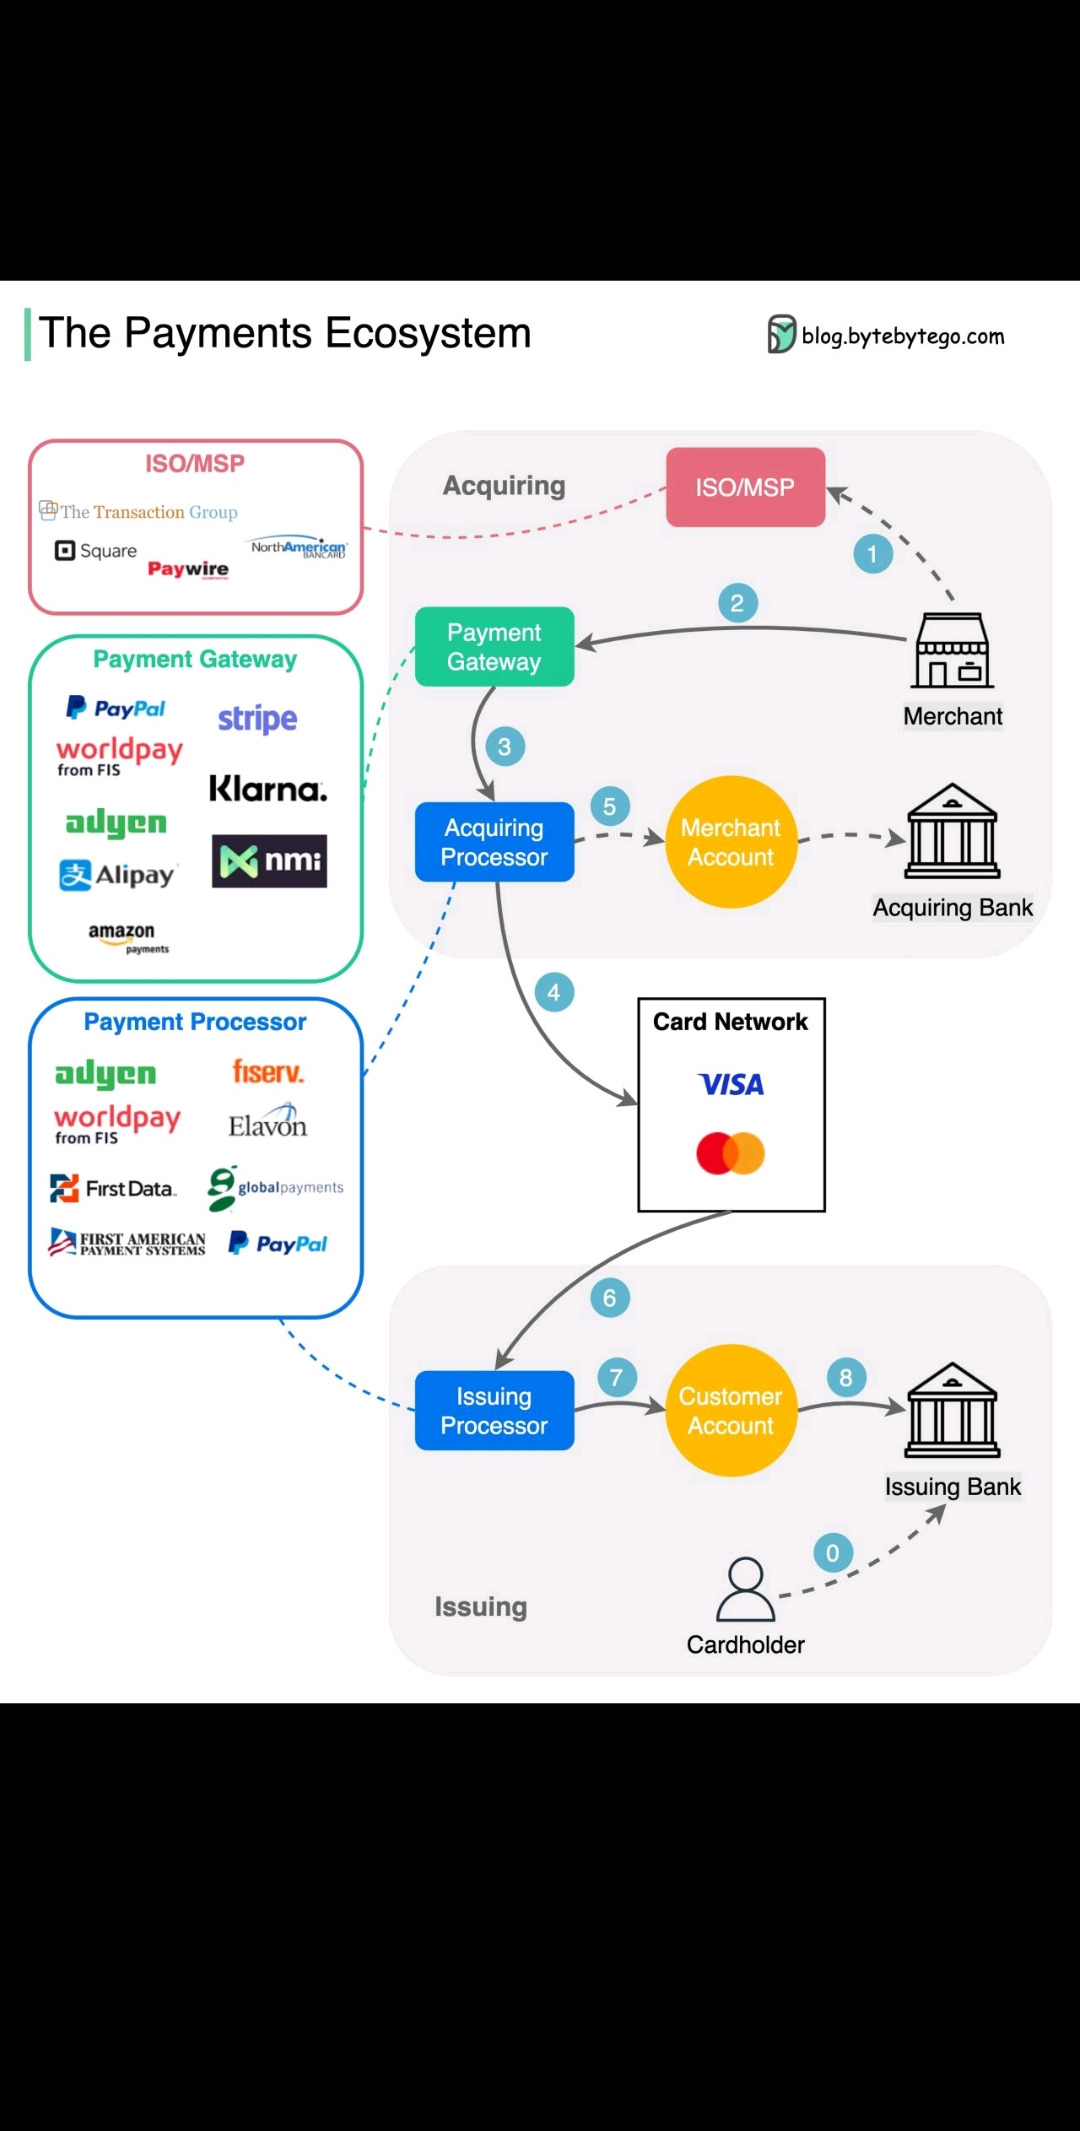 The Payments Ecosystem
blog.bytebytego.com
ISO/MSP
The Transaction Group
Square
NorthAmerican
BANCARD
Paywire
Payment Gateway
PayPal
stripe
worldpay
from FIS
Klarna.
adyen
nmi
支 Alipay
amazon
payments
Payment Processor
adyen
fiserv.
worldpay
from FIS
Elavon
First Data
globalpayments
FIRST AMERICAN
PAYMENT SYSTEMS
PayPal
Acquiring
ISO/MSP
1
2
Payment
Gateway
Merchant
3
Acquiring
Processor
5
Merchant
Account
Acquiring Bank
4
Card Network
VISA
6
Issuing
Processor
7
Customer
Account
8
Issuing Bank
0
Issuing
Cardholder